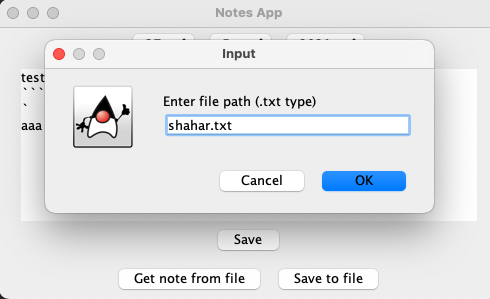 Notes App
Input
test
```
`
aaa
Enter file path (.txt type)
shahar.txt
Cancel
OK
Save
Get note from file
Save to file